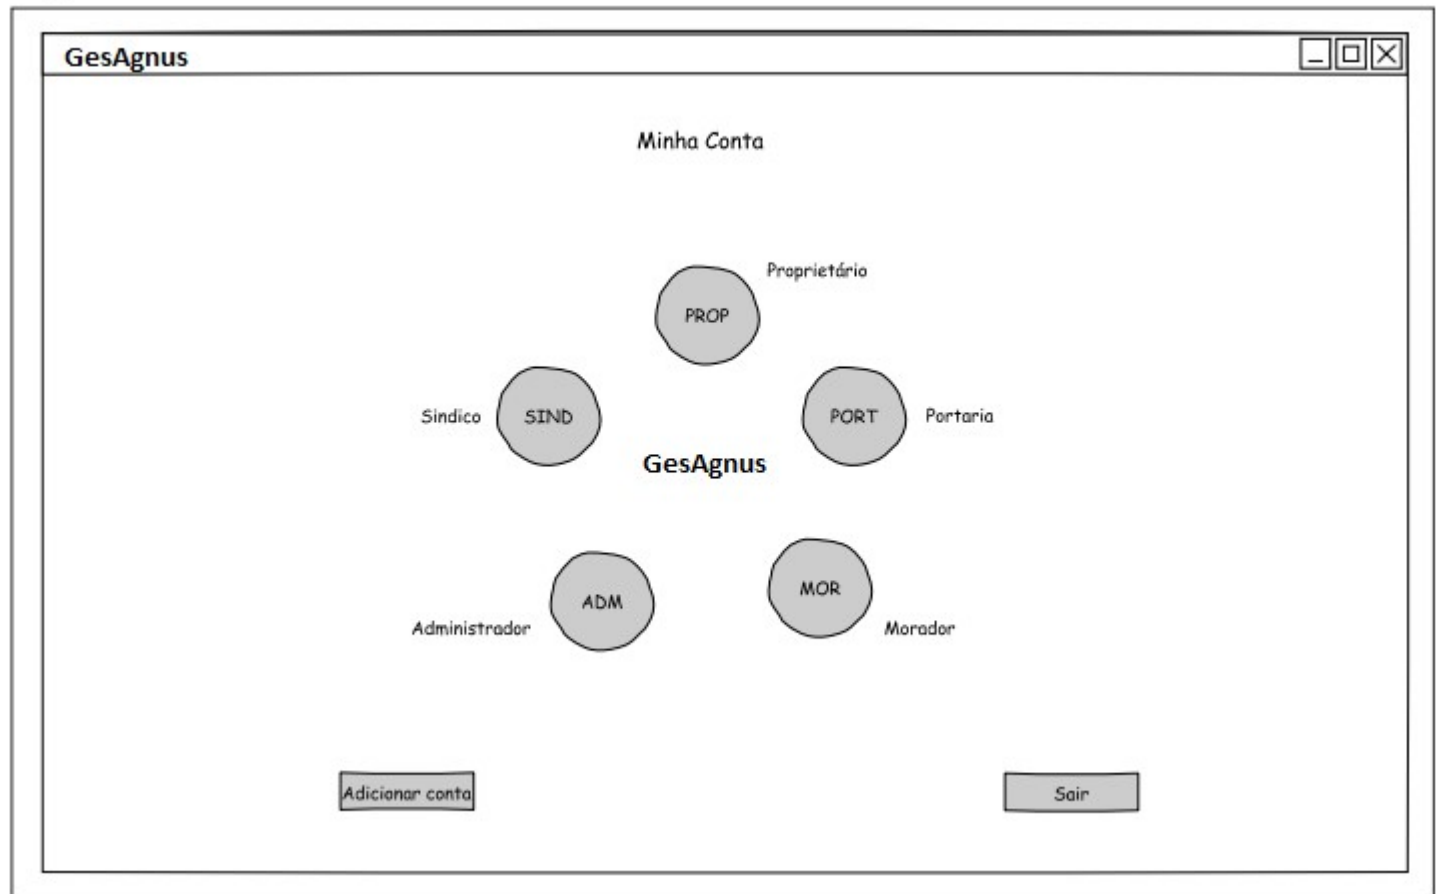 GesAgnus
Minha Conta
Proprietário
PROP
Sindico
SIND
PORT
Portaria
GesAgnus
ADM
MOR
Administrador
Morador
Adicionar conta
Sair